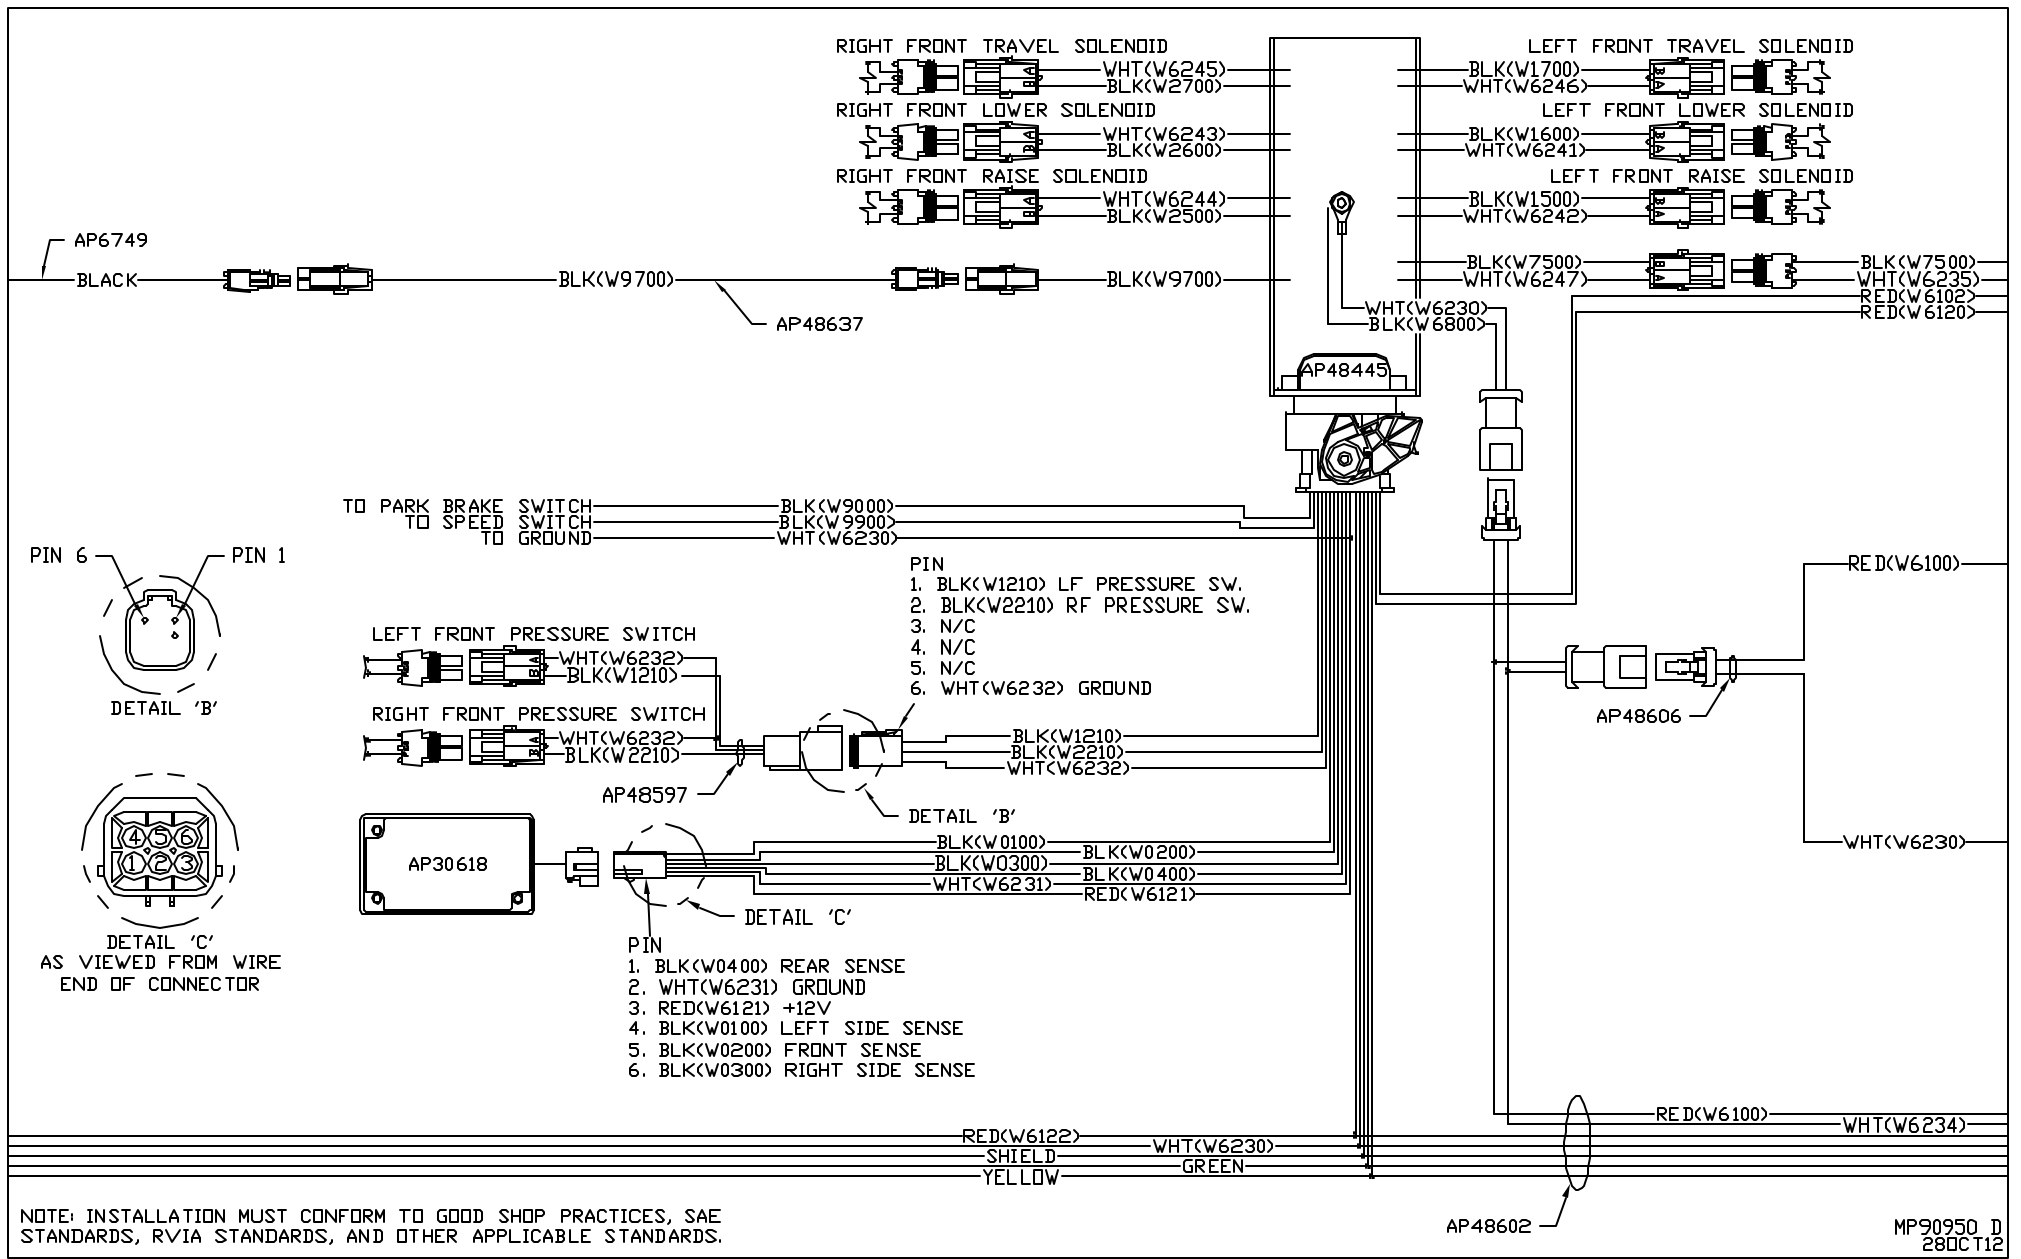 RIGHT FRONT TRAVEL SOLENOID
WHT(W6245)
BLK(W2700)
A
B
RIGHT FRONT LOWER SOLENOID
WHT(W6243)
BLK(W2600)
A
B
RIGHT FRONT RAISE SOLENOID
WHT(W6244)
BLK(W2500)
A
B
LEFT FRONT TRAVEL SOLENOID
BLK(W1700)
WHT(W6246)
B
A
LEFT FRONT LOWER SOLENOID
BLK(W1600)
WHT(W6241)
B
A
LEFT FRONT RAISE SOLENOID
BLK(W1500)
WHT(W6242)
B
A
BLK(W7500)
WHT(W6247)
B
A
BLK(W7500)
WHT(W6235)
RED(W6102)
RED(W6120)
AP6749
BLACK
BLK(W9700)
BLK(W9700)
AP48637
WHT(W6230)
BLK(W6800)
AP48445
TO PARK BRAKE SWITCH
BLK(W9000)
TO SPEED SWITCH
BLK(W9900)
TO GROUND
WHT(W6230)
PIN 6
PIN 1
DETAIL 'B'
PIN
1. BLK(W1210) LF PRESSURE SW.
2. BLK(W2210) RF PRESSURE SW.
3. N/C
4. N/C
5. N/C
6. WHT(W6232) GROUND
RED(W6100)
LEFT FRONT PRESSURE SWITCH
WHT(W6232)
BLK(W1210)
A
B
RIGHT FRONT PRESSURE SWITCH
WHT(W6232)
BLK(W2210)
A
B
AP48597
BLK(W1210)
BLK(W2210)
WHT(W6232)
DETAIL 'B'
AP48606
WHT(W6230)
4 5 6
1 2 3
DETAIL 'C'
AS VIEWED FROM WIRE
END OF CONNECTOR
AP30618
BLK(W0100)
BLK(W0200)
BLK(W0300)
BLK(W0400)
WHT(W6231)
RED(W6121)
DETAIL 'C'
PIN
1. BLK(W0400) REAR SENSE
2. WHT(W6231) GROUND
3. RED(W6121) +12V
4. BLK(W0100) LEFT SIDE SENSE
5. BLK(W0200) FRONT SENSE
6. BLK(W0300) RIGHT SIDE SENSE
RED(W6100)
WHT(W6234)
RED(W6122)
WHT(W6230)
SHIELD
GREEN
YELLOW
AP48602
NOTE: INSTALLATION MUST CONFORM TO GOOD SHOP PRACTICES, SAE
STANDARDS, RVIA STANDARDS, AND OTHER APPLICABLE STANDARDS.
MP90950 D
28OCT12